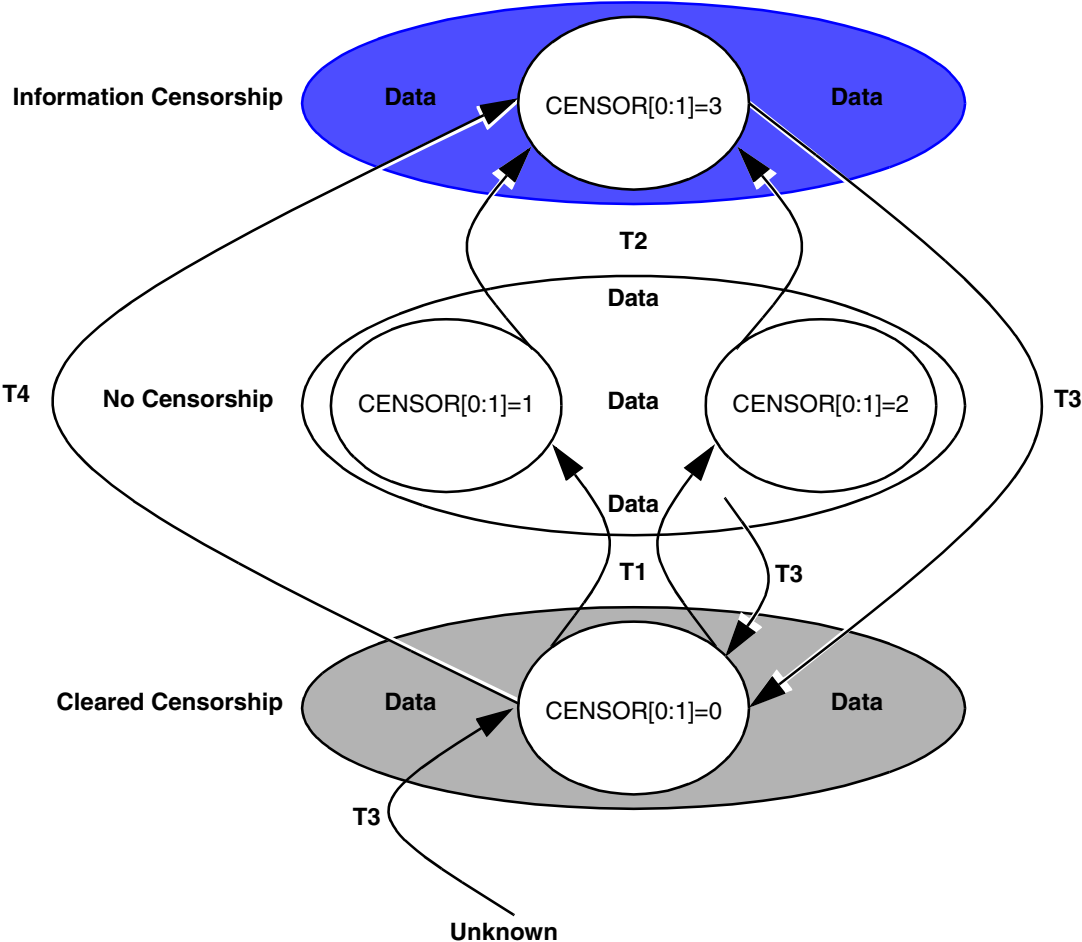 Information Censorship
Data
CENSOR[0:1]=3
Data
T2
Data
T4
No Censorship
CENSOR[0:1]=1
Data
CENSOR[0:1]=2
T3
Data
T1
T3
Cleared Censorship
Data
CENSOR[0:1]=0
Data
T3
Unknown